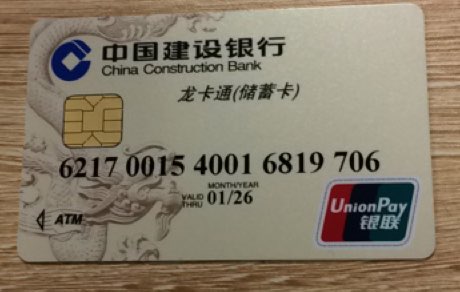 中国建设银行
China Construction Bank
龙卡通(储蓄卡)
6217 0015 4001 6819 706
MONTH/YEAR
VALID THRU 01/26
ATM
UnionPay
银联